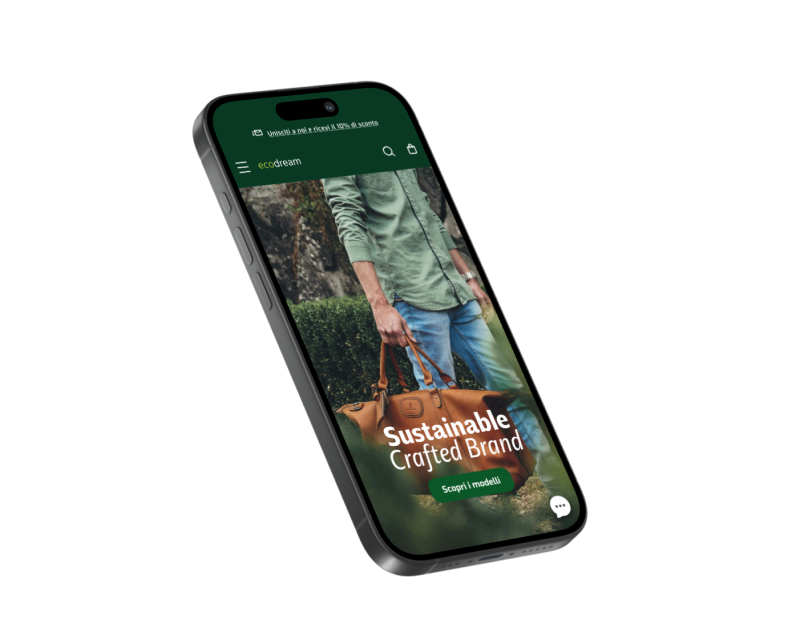 Unisciti a noi e ricevi il 10% di sconto
ecodream
Sustainable
Crafted Brand
Scopri i modelli